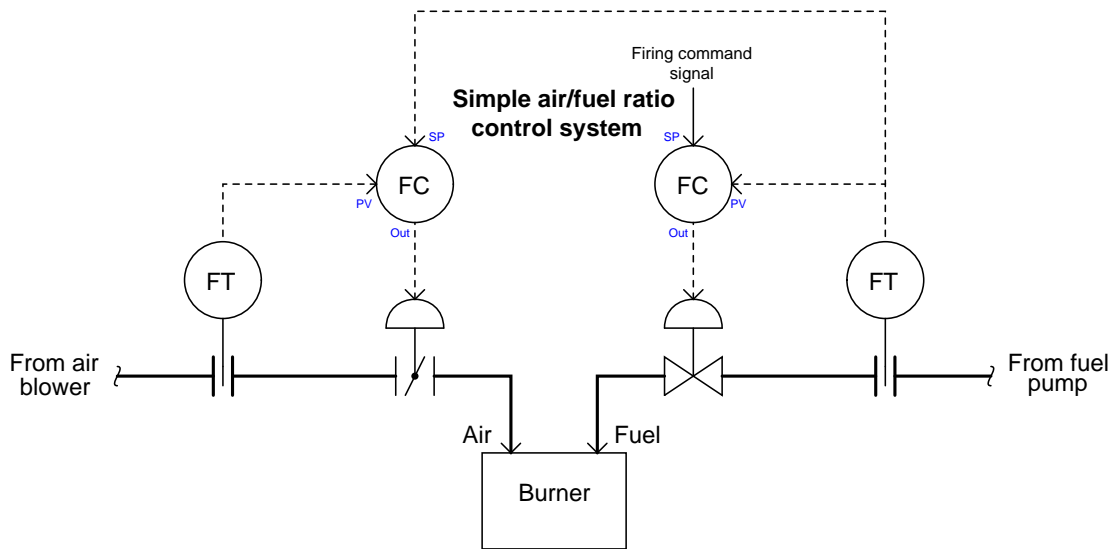 Firing command
signal
Simple air/fuel ratio
control system
SP
SP
FC
FC
PV
PV
Out
Out
FT
FT
From air
blower
From fuel
pump
Air
Fuel
Burner